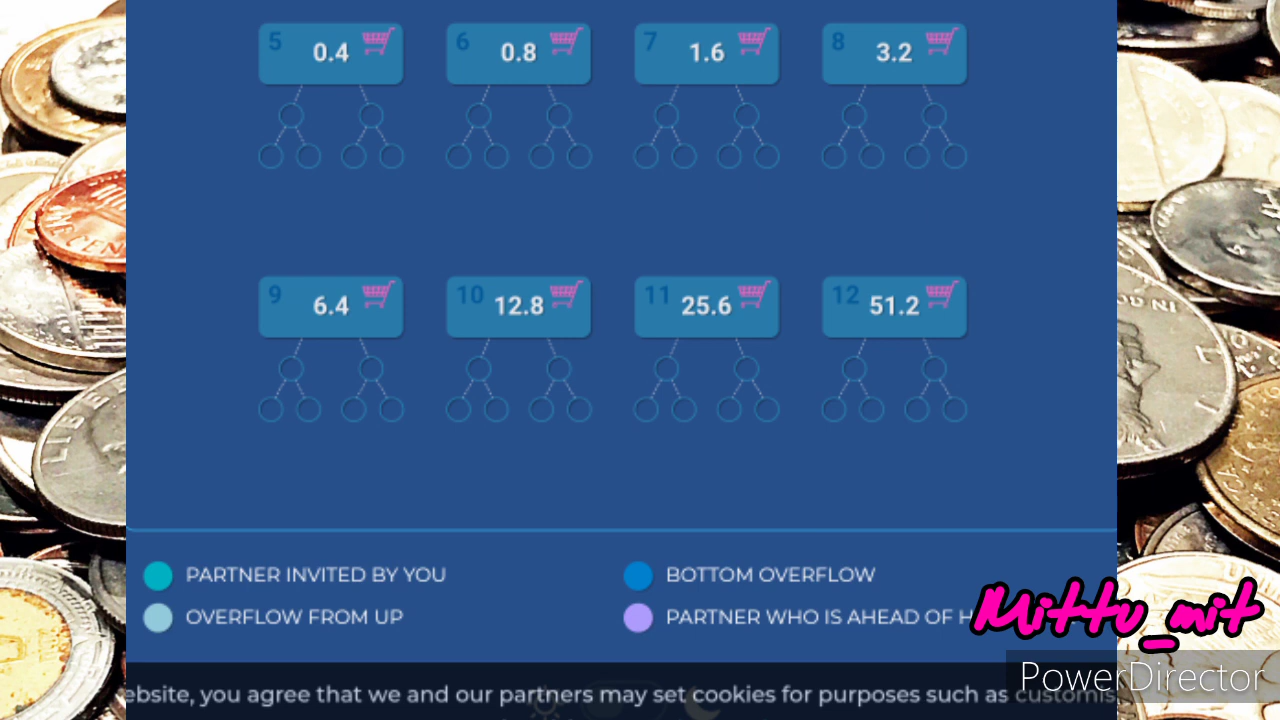 5 0.4 6 0.8 7 1.6 8 3.2
9 6.4 10 12.8 11 25.6 12 51.2
PARTNER INVITED BY YOU BOTTOM OVERFLOW
OVERFLOW FROM UP PARTNER WHO IS AHEAD OF H
Mittu_mit
PowerDirector
ebsite, you agree that we and our partners may set cookies for purposes such as customis